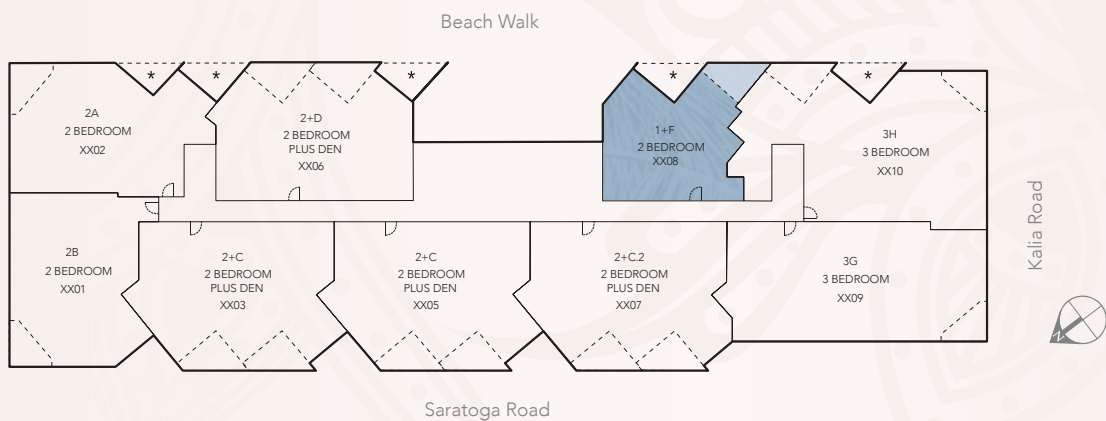 Beach Walk
*
*
*
*
*
2A
2 BEDROOM
XX02
2+D
2 BEDROOM
PLUS DEN
XX06
1+F
2 BEDROOM
XX08
3H
3 BEDROOM
XX10
2B
2 BEDROOM
XX01
2+C
2 BEDROOM
PLUS DEN
XX03
2+C
2 BEDROOM
PLUS DEN
XX05
2+C.2
2 BEDROOM
PLUS DEN
XX07
3G
3 BEDROOM
XX09
Kalia Road
N
Saratoga Road